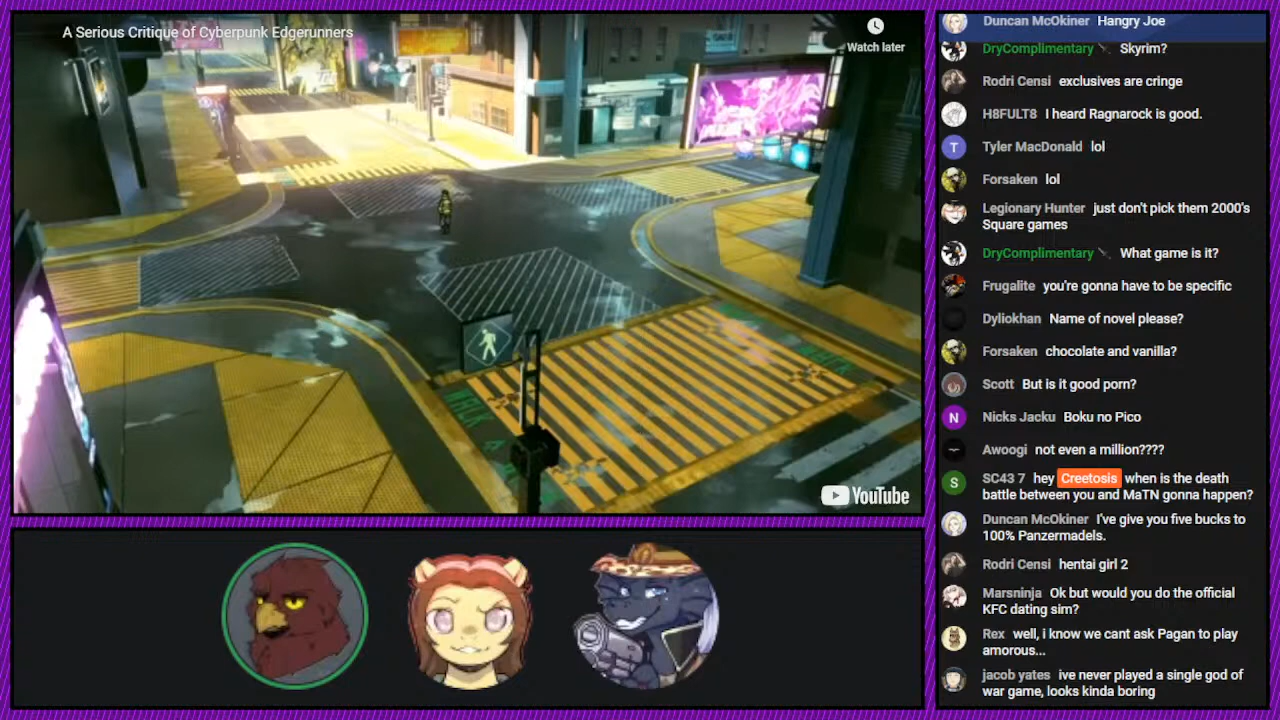 A Serious Critique of Cyberpunk Edgerunners
Watch later
WALK
YouTube
Duncan McOkiner Hangry Joe
DryComplimentary Skyrim?
Rodri Censi exclusives are cringe
H8FULT8 I heard Ragnarock is good.
T Tyler MacDonald lol
Forsaken lol
Legionary Hunter just don't pick them 2000's
Square games
DryComplimentary What game is it?
Frugalite you're gonna have to be specific
Dyliokhan Name of novel please?
Forsaken chocolate and vanilla?
Scott But is it good porn?
N Nicks Jacku Boku no Pico
Awoogi not even a million????
S SC43 7 hey Creetosis when is the death
battle between you and MaTN gonna happen?
Duncan McOkiner I've give you five bucks to
100% Panzermadels.
Rodri Censi hentai girl 2
Marsninja Ok but would you do the official
KFC dating sim?
Rex well, i know we cant ask Pagan to play
amorous...
jacob yates ive never played a single god of
war game, looks kinda boring